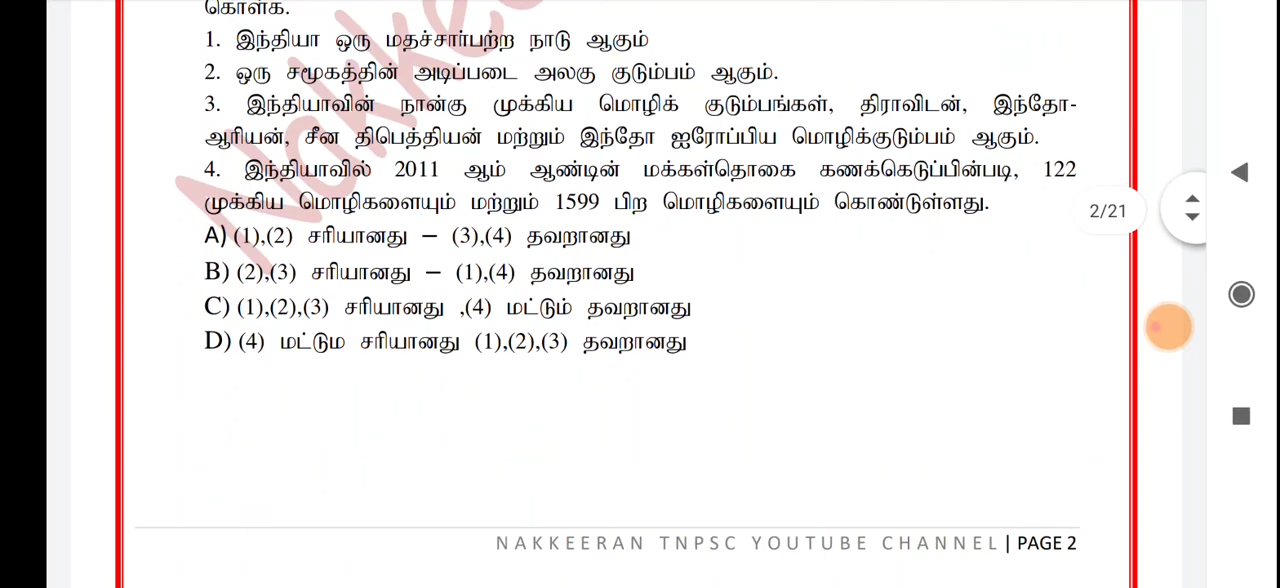 கொள்க.
1. இந்தியா ஒரு மதச்சார்பற்ற நாடு ஆகும்
2. ஒரு சமூகத்தின் அடிப்படை அலகு குடும்பம் ஆகும்.
3. இந்தியாவின் நான்கு முக்கிய மொழிக் குடும்பங்கள், திராவிடன், இந்தோ-
ஆரியன், சீன திபெத்தியன் மற்றும் இந்தோ ஐரோப்பிய மொழிக்குடும்பம் ஆகும்.
4. இந்தியாவில் 2011 ஆம் ஆண்டின் மக்கள்தொகை கணக்கெடுப்பின்படி, 122
முக்கிய மொழிகளையும் மற்றும் 1599 பிற மொழிகளையும் கொண்டுள்ளது.
2/21
A) (1),(2) சரியானது – (3),(4) தவறானது
B) (2),(3) சரியானது – (1),(4) தவறானது
C) (1),(2),(3) சரியானது ,(4) மட்டும் தவறானது
D) (4) மட்டும சரியானது (1),(2),(3) தவறானது
NAKKEERAN TNPSC YOUTUBE CHANNEL | PAGE 2